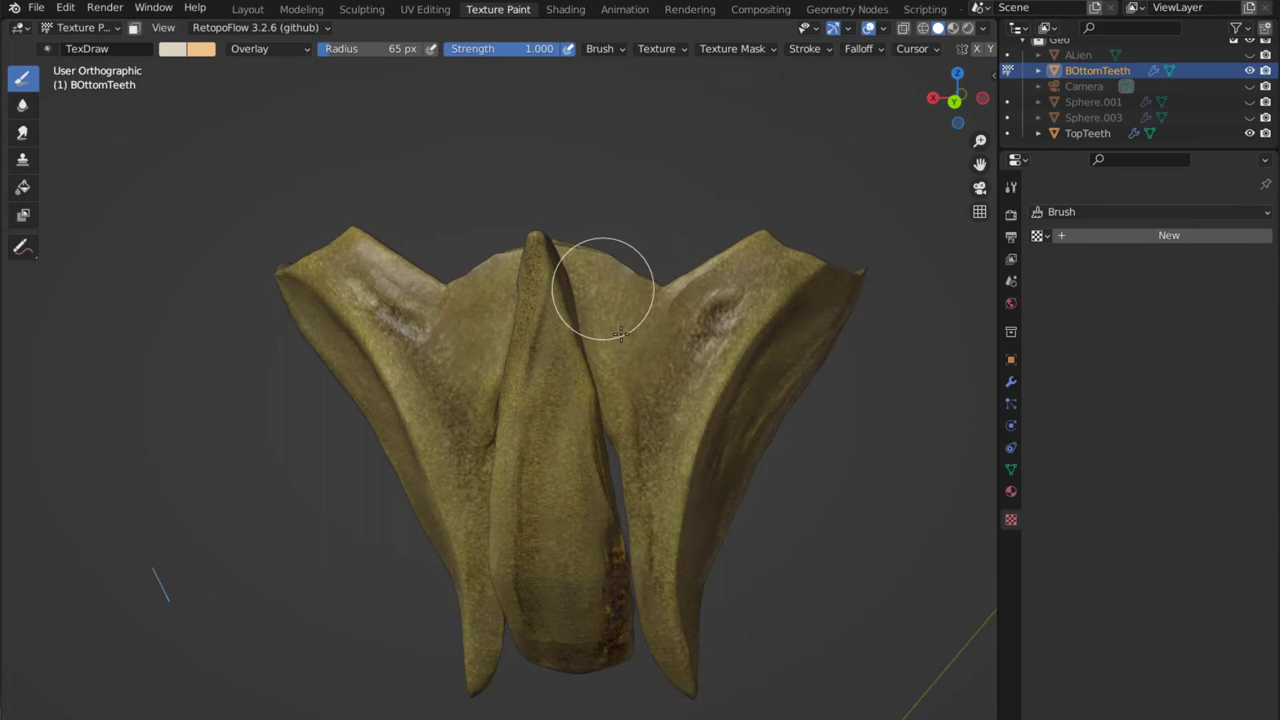 File Edit Render Window Help Layout Modeling Sculpting UV Editing Texture Paint Shading Animation Rendering Compositing Geometry Nodes Scripting Scene ViewLayer
Texture P... View RetopoFlow 3.2.6 (github)
TexDraw Overlay Radius 65 px Strength 1.000 Brush Texture Texture Mask Stroke Falloff Cursor X Y
User Orthographic
(1) BOttomTeeth
Z
X
Y
ALien
BOttomTeeth
Camera
Sphere.001
Sphere.003
TopTeeth
Brush
+ New